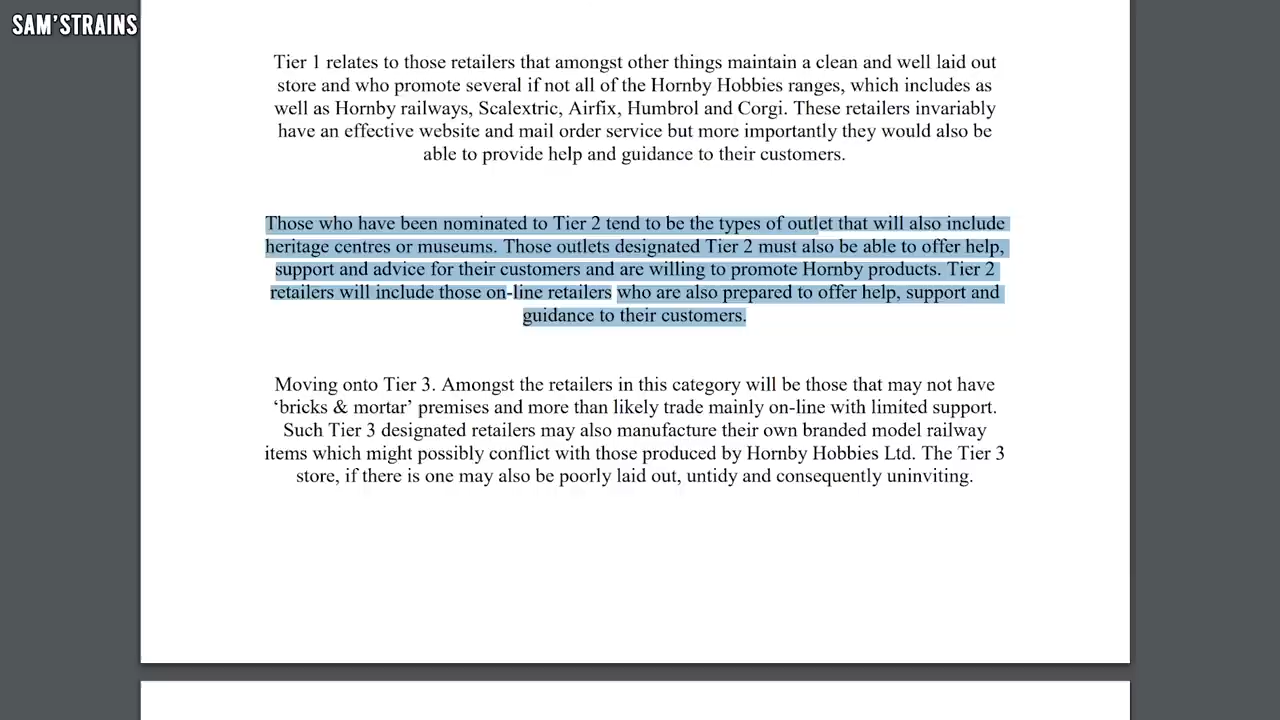 SAM'STRAINS
Tier 1 relates to those retailers that amongst other things maintain a clean and well laid out
store and who promote several if not all of the Hornby Hobbies ranges, which includes as
well as Hornby railways, Scalextric, Airfix, Humbrol and Corgi. These retailers invariably
have an effective website and mail order service but more importantly they would also be
able to provide help and guidance to their customers.
Those who have been nominated to Tier 2 tend to be the types of outlet that will also include
heritage centres or museums. Those outlets designated Tier 2 must also be able to offer help,
support and advice for their customers and are willing to promote Hornby products. Tier 2
retailers will include those on-line retailers who are also prepared to offer help, support and
guidance to their customers.
Moving onto Tier 3. Amongst the retailers in this category will be those that may not have
‘bricks & mortar’ premises and more than likely trade mainly on-line with limited support.
Such Tier 3 designated retailers may also manufacture their own branded model railway
items which might possibly conflict with those produced by Hornby Hobbies Ltd. The Tier 3
store, if there is one may also be poorly laid out, untidy and consequently uninviting.